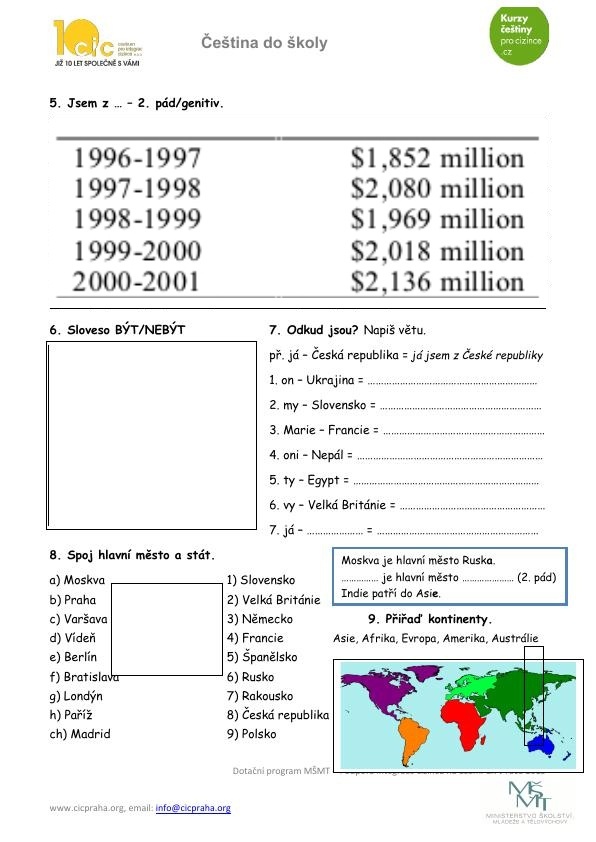 10 cic centrum pro integraci cizinců o.p.s.
JIŽ 10 LET SPOLEČNĚ S VÁMI
Čeština do školy
Kurzy
češtiny
pro cizince
.cz
5. Jsem z … – 2. pád/genitiv.
1996-1997 $1,852 million
1997-1998 $2,080 million
1998-1999 $1,969 million
1999-2000 $2,018 million
2000-2001 $2,136 million
6. Sloveso BÝT/NEBÝT
7. Odkud jsou? Napiš větu.
př. já – Česká republika = já jsem z České republiky
1. on – Ukrajina = ………………………………………
2. my – Slovensko = ………………………………………
3. Marie – Francie = ………………………………………
4. oni – Nepál = ………………………………………
5. ty – Egypt = ………………………………………
6. vy – Velká Británie = ………………………………………
7. já – ………………… = ………………………………………
8. Spoj hlavní město a stát.
a) Moskva
b) Praha
c) Varšava
d) Vídeň
e) Berlín
f) Bratislava
g) Londýn
h) Paříž
ch) Madrid
1) Slovensko
2) Velká Británie
3) Německo
4) Francie
5) Španělsko
6) Rusko
7) Rakousko
8) Česká republika
9) Polsko
Moskva je hlavní město Ruska.
………….. je hlavní město ……………….. (2. pád)
Indie patří do Asie.
9. Přiřaď kontinenty.
Asie, Afrika, Evropa, Amerika, Austrálie
Dotační program MŠMT
www.cicpraha.org, email: info@cicpraha.org
MŠMT
MINISTERSTVO ŠKOLSTVÍ,
MLÁDEŽE A TĚLOVÝCHOVY